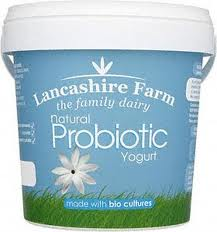 Lancashire Farm
the family dairy
Natural
Probiotic
Yogurt
made with bio cultures